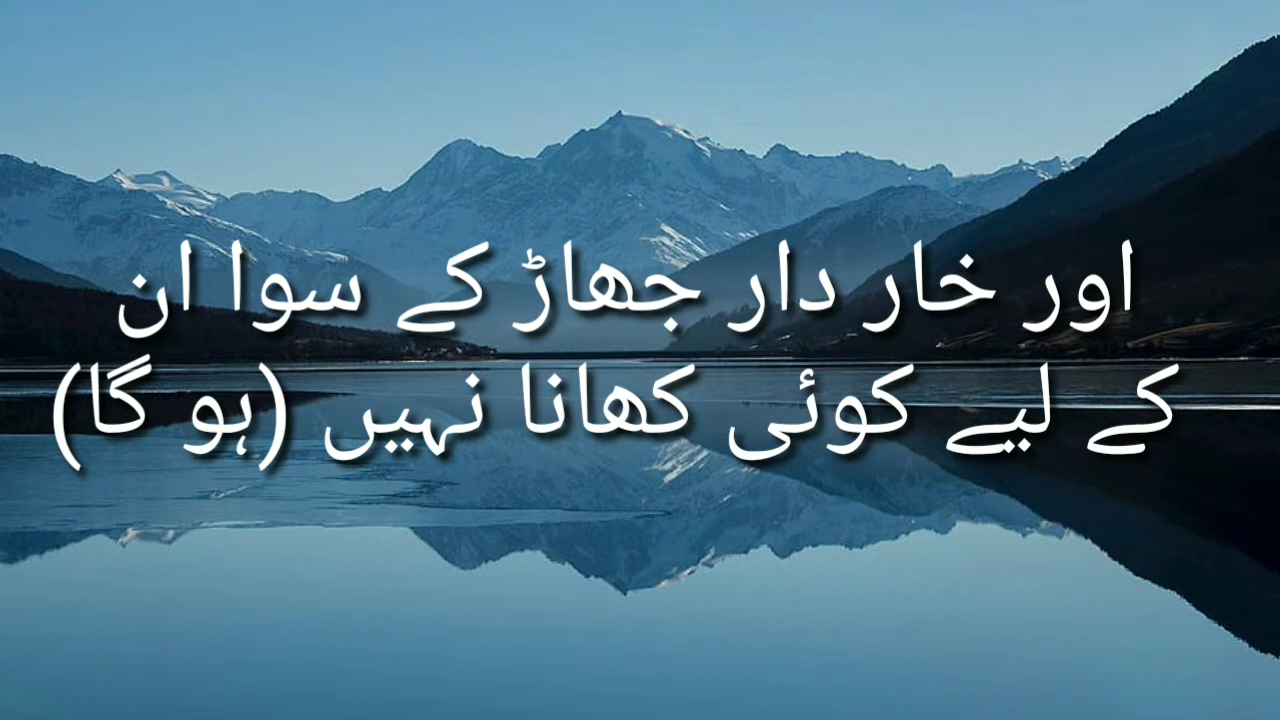 اور خار دار جھاڑ کے سوا ان
کے لیے کوئی کھانا نہیں (ہو گا)